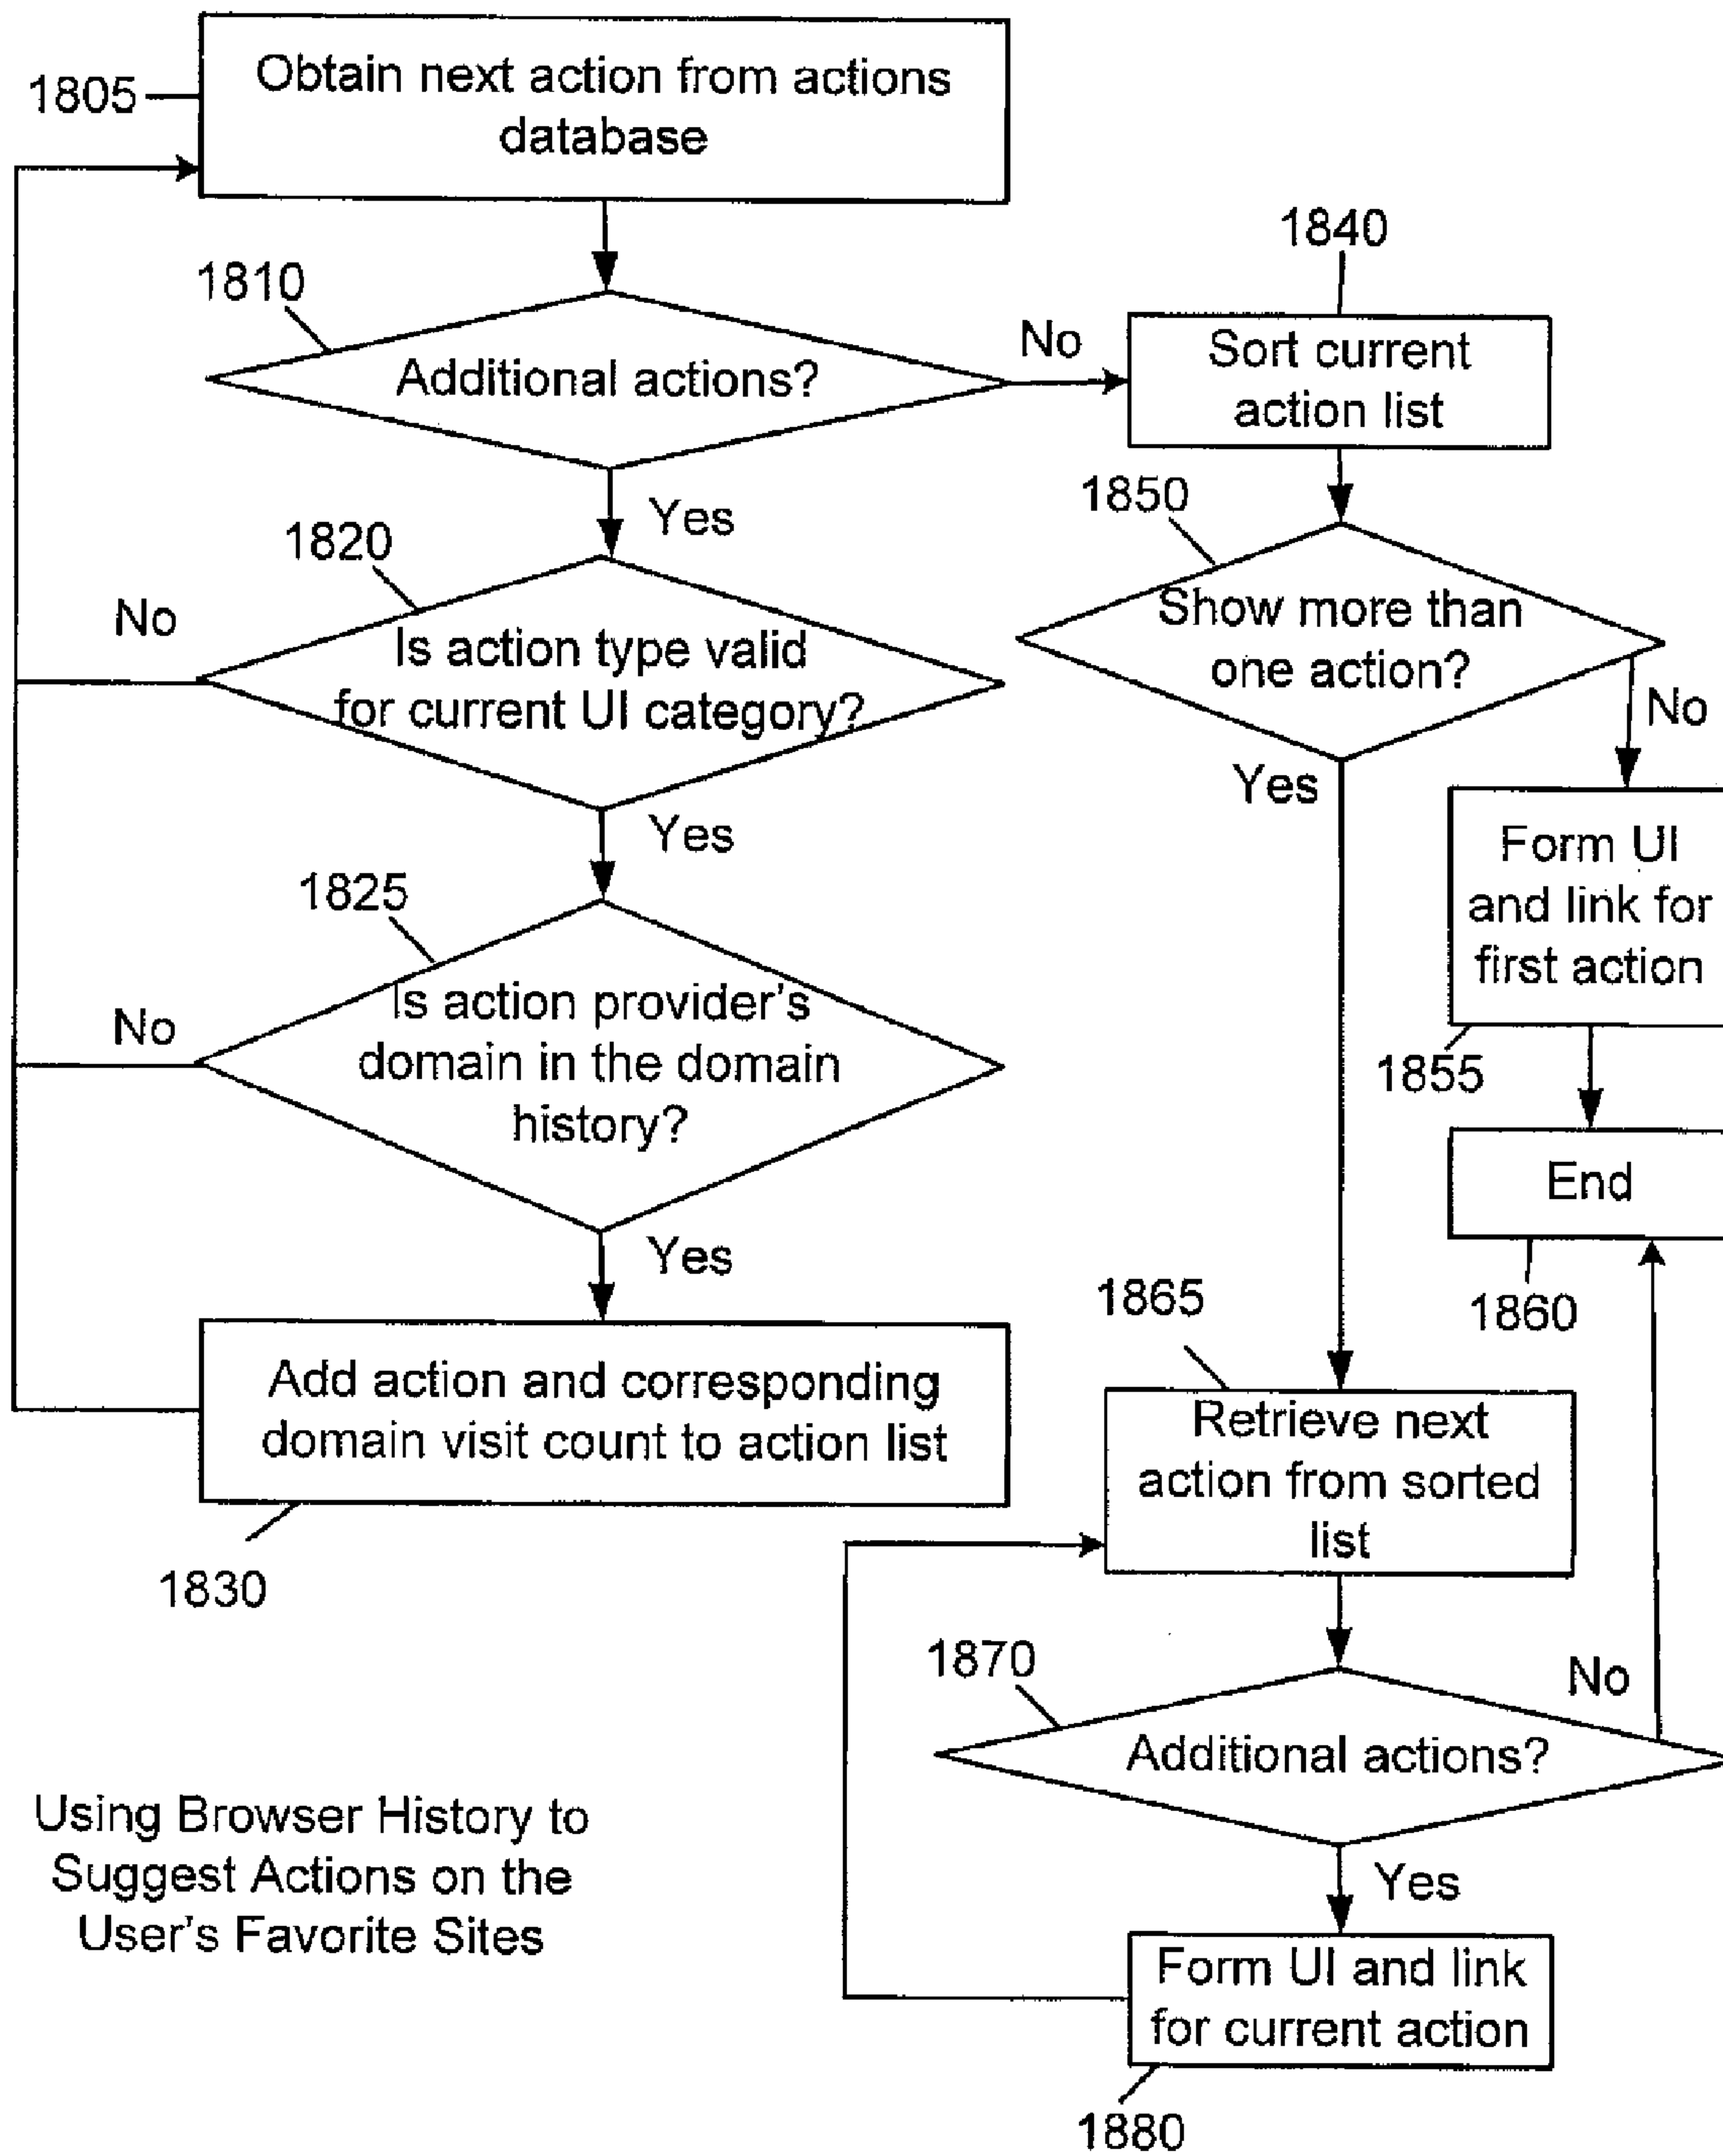 1805
Obtain next action from actions
database
1810
Additional actions?
No
Yes
1820
No
Is action type valid
for current UI category?
Yes
1825
No
Is action provider's
domain in the domain
history?
Yes
Add action and corresponding
domain visit count to action list
1830
1840
Sort current
action list
1850
Show more than
one action?
No
Yes
Form UI
and link for
first action
1855
End
1860
1865
Retrieve next
action from sorted
list
1870
No
Additional actions?
Yes
Form UI and link
for current action
1880
Using Browser History to
Suggest Actions on the
User's Favorite Sites